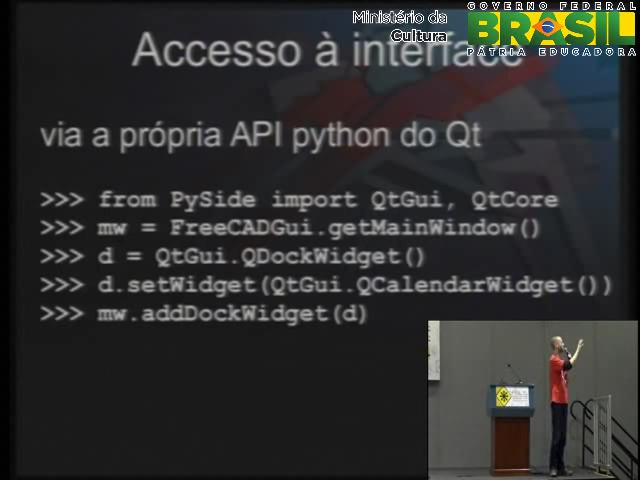 Ministério da
Cultura
GOVERNO FEDERAL
BRASIL
PÁTRIA EDUCADORA
Accesso à interface
via a própria API python do Qt
>>> from PySide import QtGui, QtCore
>>> mw = FreeCADGui.getMainWindow()
>>> d = QtGui.QDockWidget()
>>> d.setWidget(QtGui.QCalendarWidget())
>>> mw.addDockWidget(d)